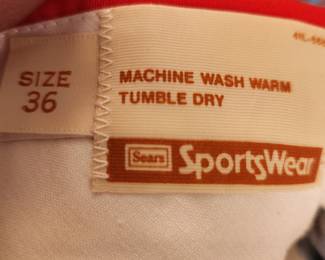 SIZE
36
MACHINE WASH WARM
TUMBLE DRY
Sears SportsWear